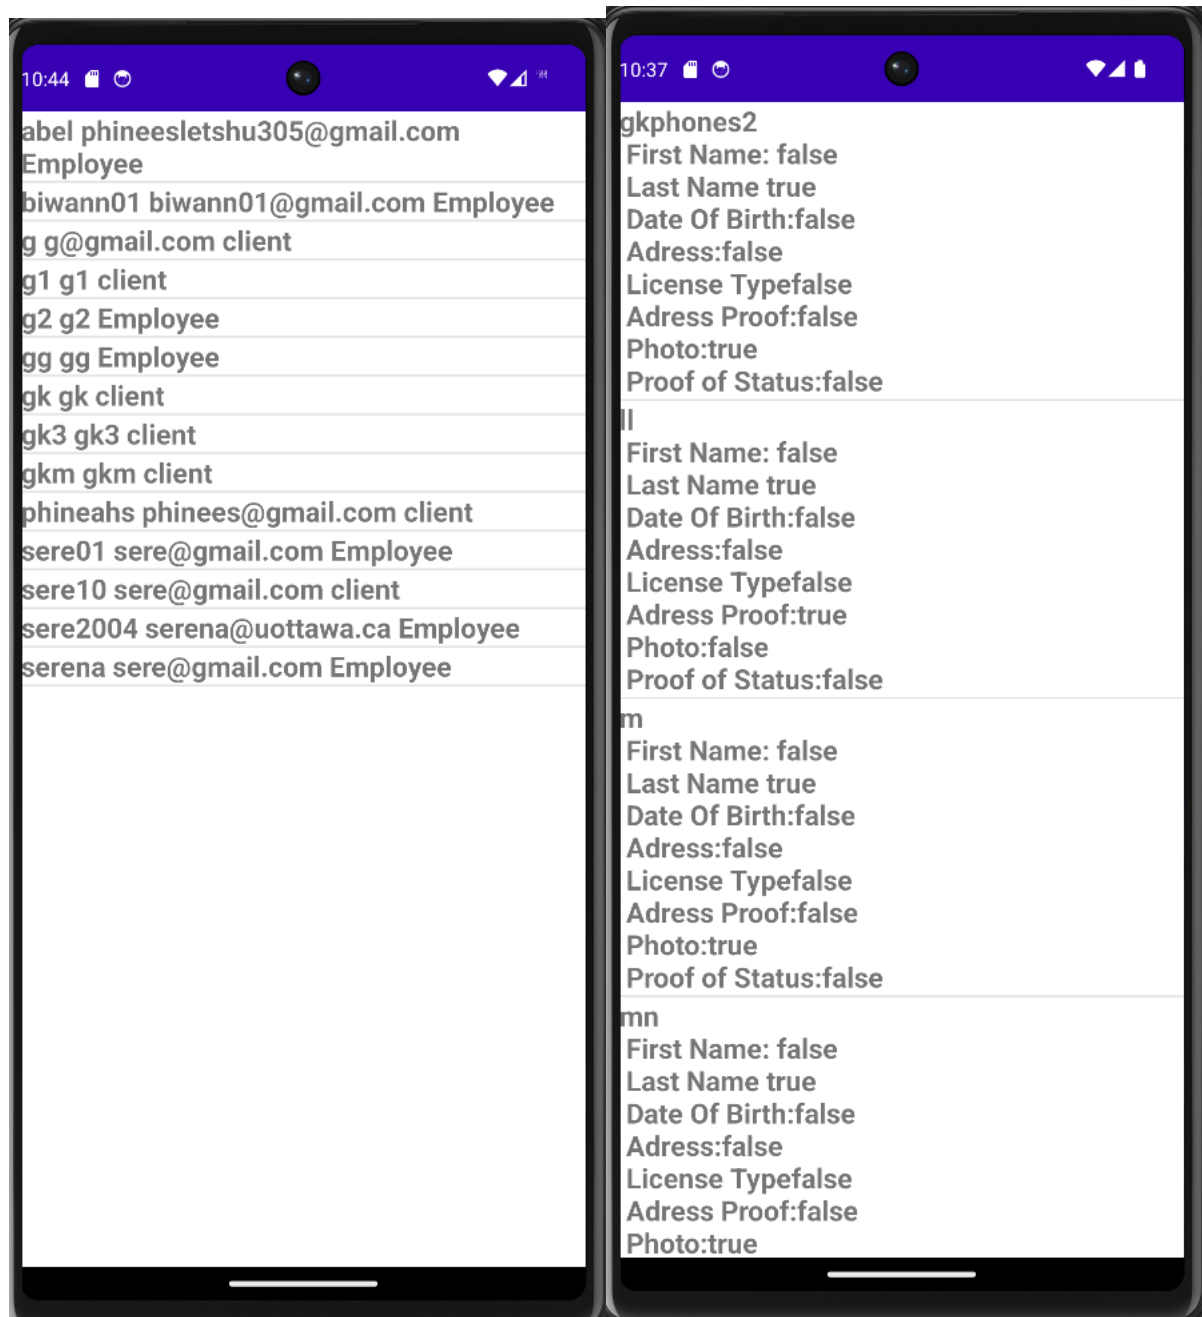 10:44
abel phineesletshu305@gmail.com
Employee
biwann01 biwann01@gmail.com Employee
g g@gmail.com client
g1 g1 client
g2 g2 Employee
gg gg Employee
gk gk client
gk3 gk3 client
gkm gkm client
phineahs phinees@gmail.com client
sere01 sere@gmail.com Employee
sere10 sere@gmail.com client
sere2004 serena@uottawa.ca Employee
serena sere@gmail.com Employee
10:37
gkphones2
First Name: false
Last Name true
Date Of Birth:false
Adress:false
License Typefalse
Adress Proof:false
Photo:true
Proof of Status:false
ll
First Name: false
Last Name true
Date Of Birth:false
Adress:false
License Typefalse
Adress Proof:true
Photo:false
Proof of Status:false
m
First Name: false
Last Name true
Date Of Birth:false
Adress:false
License Typefalse
Adress Proof:false
Photo:true
Proof of Status:false
mn
First Name: false
Last Name true
Date Of Birth:false
Adress:false
License Typefalse
Adress Proof:false
Photo:true